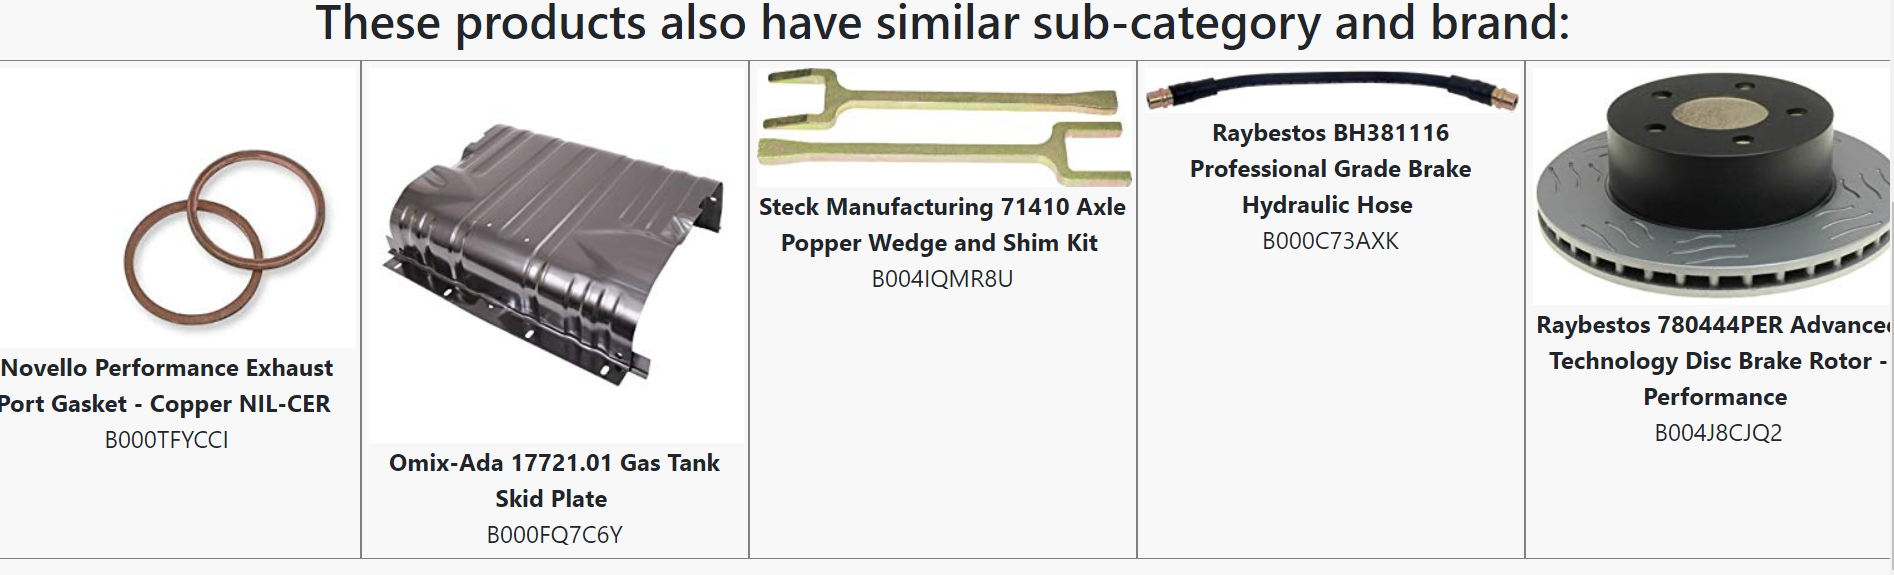 These products also have similar sub-category and brand:
Novello Performance Exhaust
Port Gasket - Copper NIL-CER
B000TFYCCI
Omix-Ada 17721.01 Gas Tank
Skid Plate
B000FQ7C6Y
Steck Manufacturing 71410 Axle
Popper Wedge and Shim Kit
B004IQMR8U
Raybestos BH381116
Professional Grade Brake
Hydraulic Hose
B000C73AXK
Raybestos 780444PER Advanced
Technology Disc Brake Rotor -
Performance
B004J8CJQ2